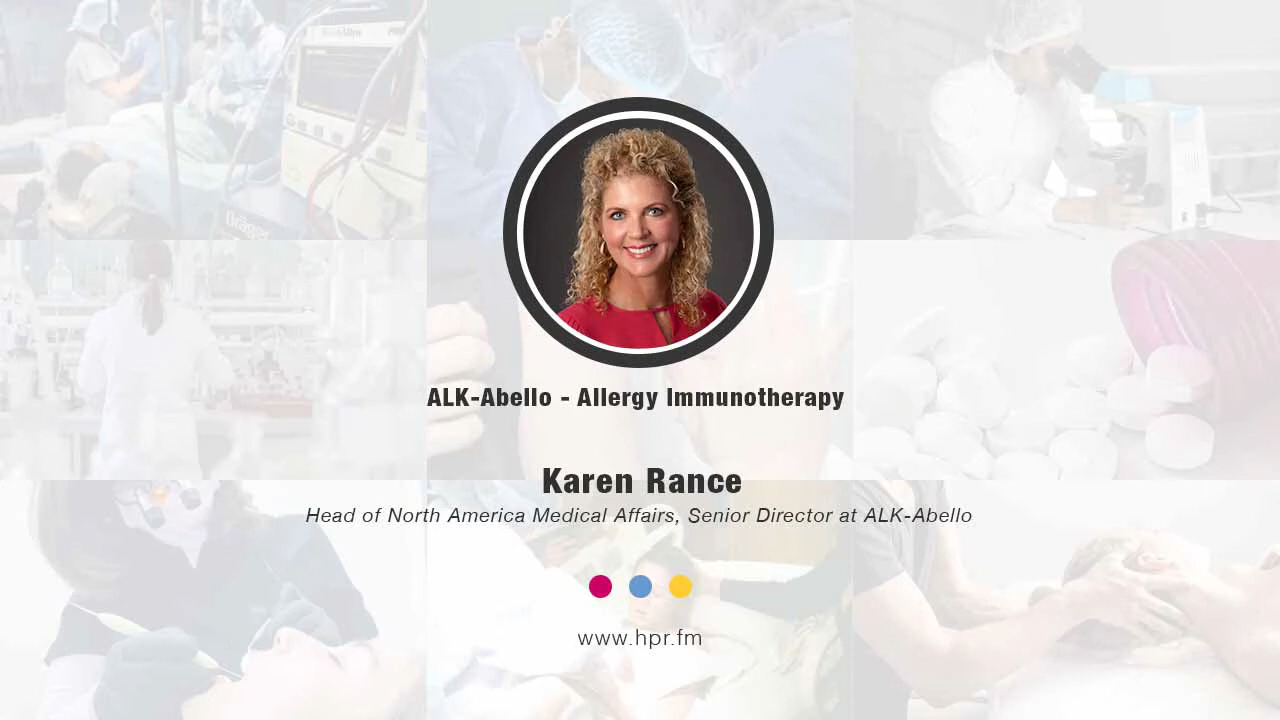 ALK-Abello - Allergy Immunotherapy
Karen Rance
Head of North America Medical Affairs, Senior Director at ALK-Abello
www.hpr.fm